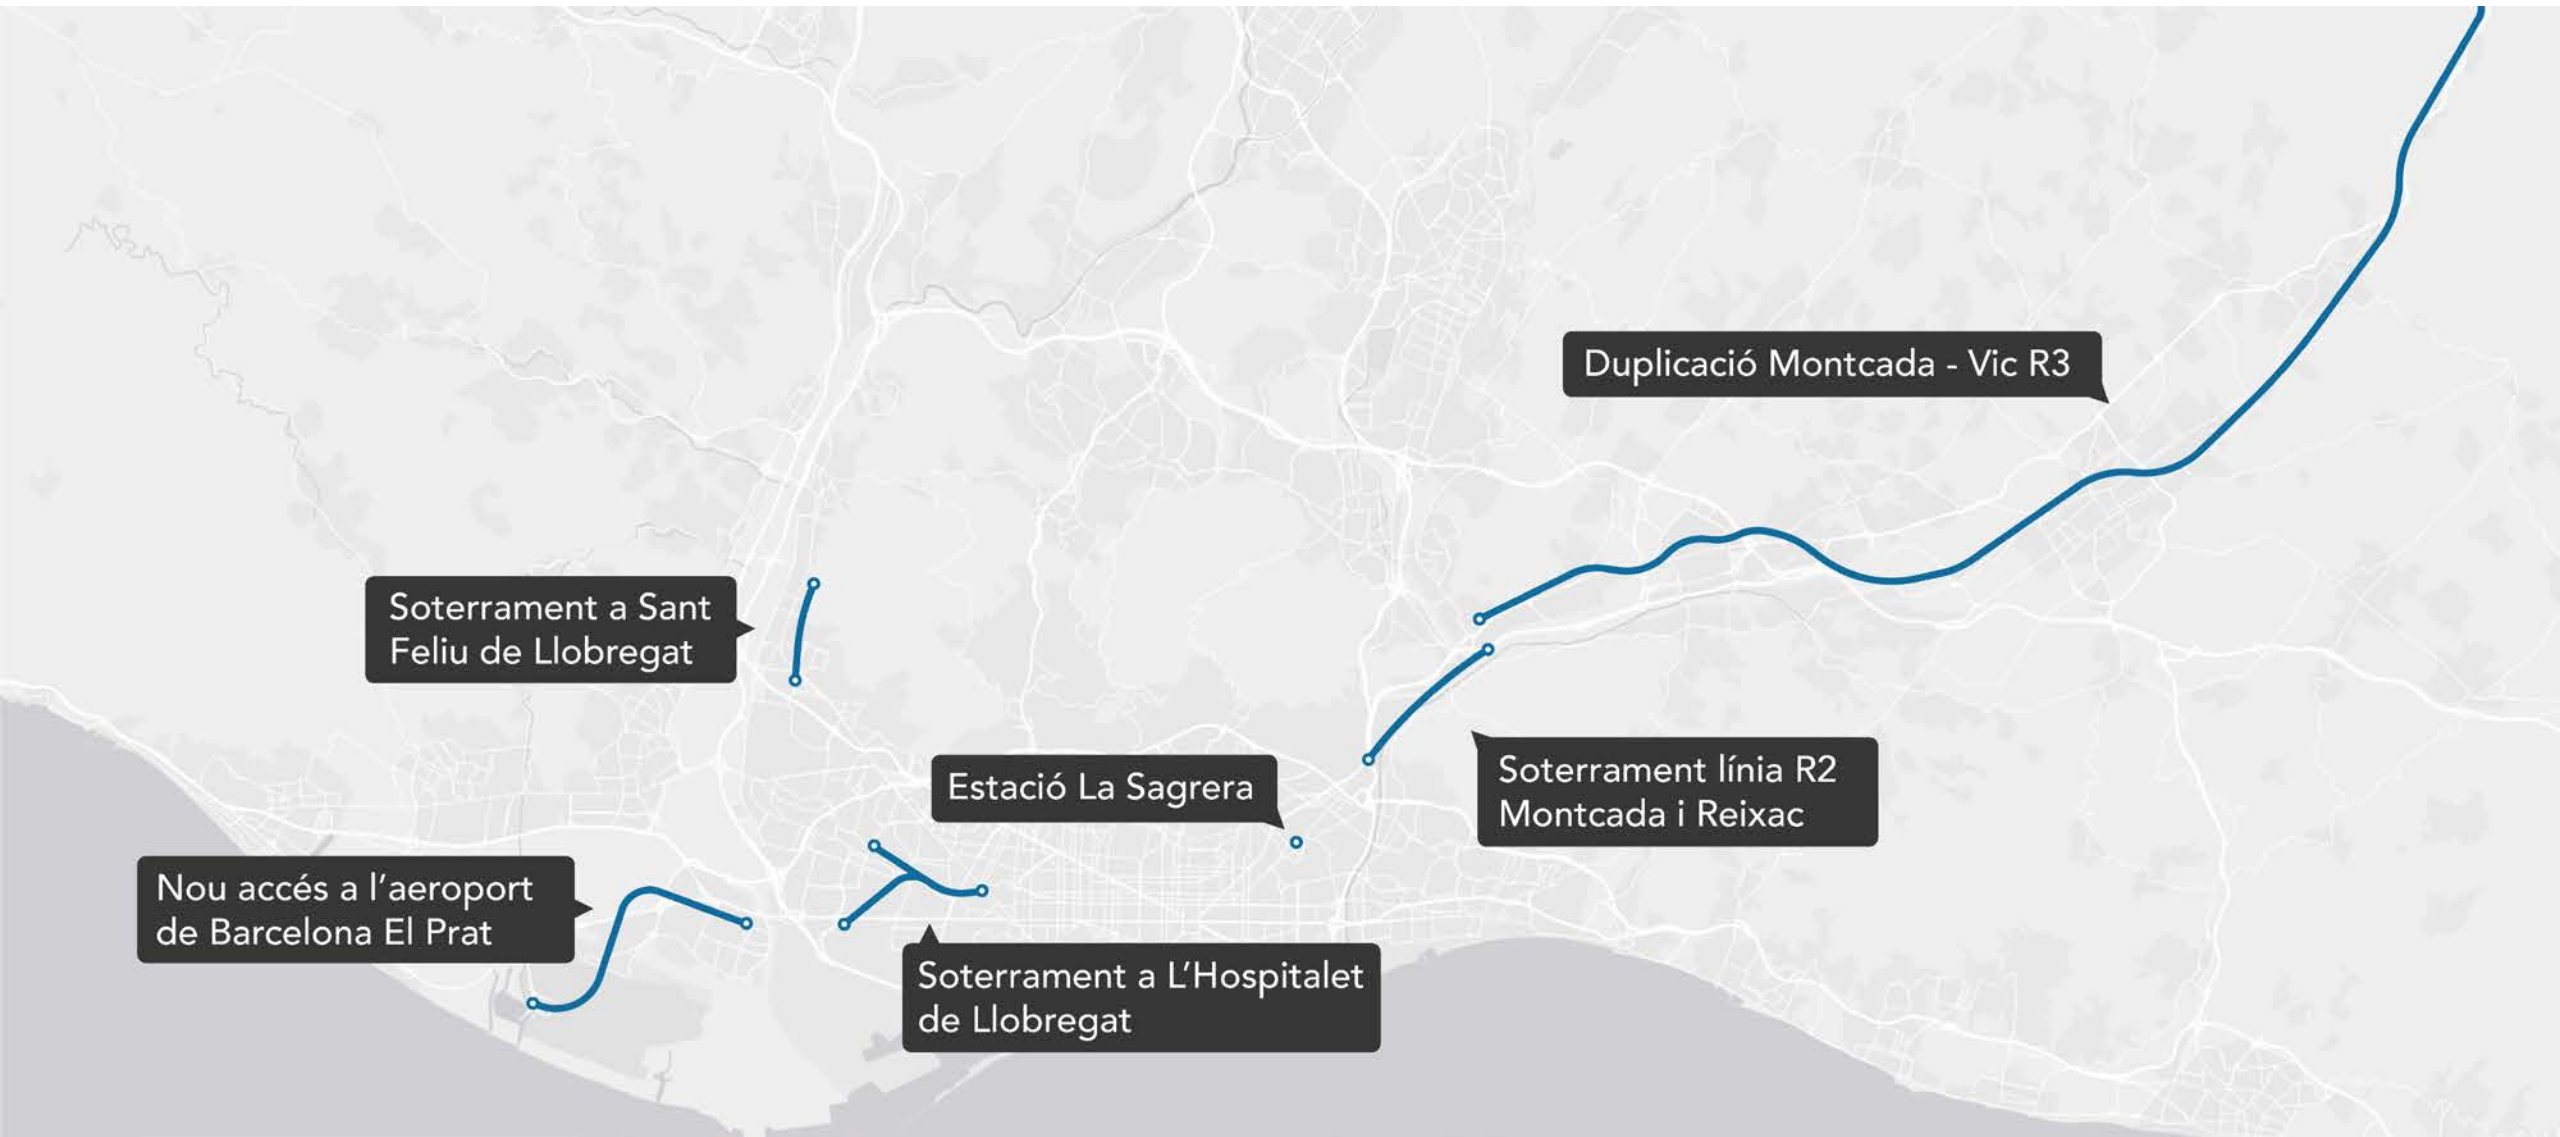 Duplicació Montcada - Vic R3
Soterrament a Sant
Feliu de Llobregat
Estació La Sagrera
Soterrament línia R2
Montcada i Reixac
Nou accés a l'aeroport
de Barcelona El Prat
Soterrament a L'Hospitalet
de Llobregat